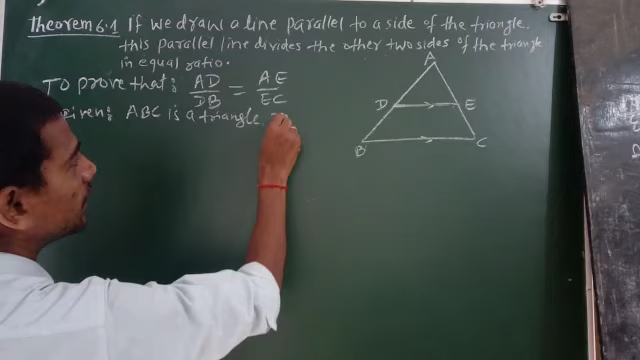 Theorem 6.1 If we draw a line parallel to a side of the triangle.
this parallel line divides the other two sides of the triangle
in equal ratio.
To prove that: AD/DB = AE/EC
Given: ABC is a triangle
A
D E
B C